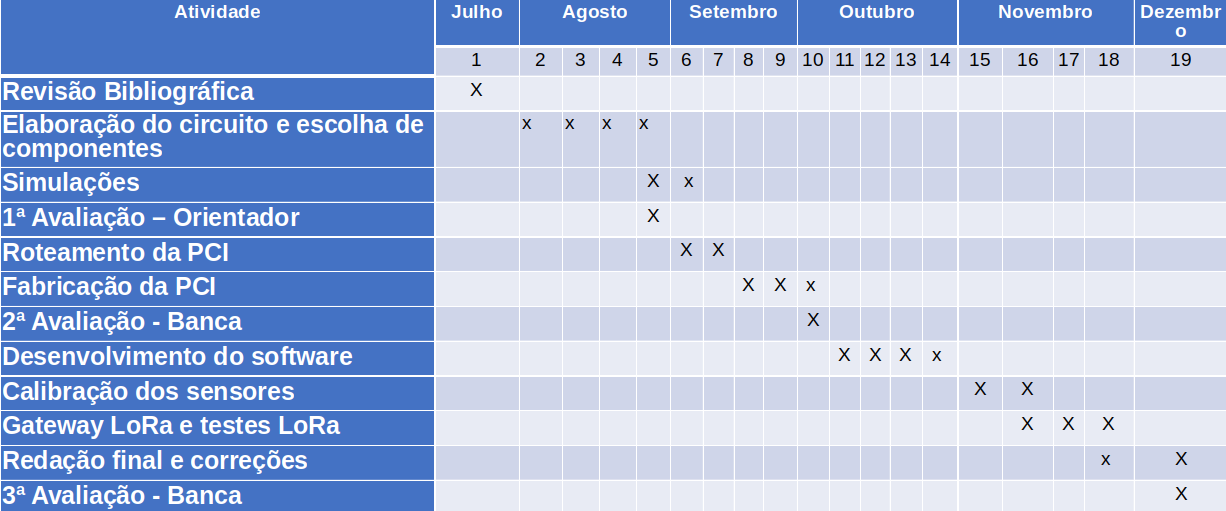 Atividade Julho Agosto Setembro Outubro Novembro Dezembr
o
1 2 3 4 5 6 7 8 9 10 11 12 13 14 15 16 17 18 19
Revisão Bibliográfica X
Elaboração do circuito e escolha de x x x x
componentes
Simulações X x
1ª Avaliação – Orientador X
Roteamento da PCI X X
Fabricação da PCI X X x
2ª Avaliação - Banca X
Desenvolvimento do software X X X x
Calibração dos sensores X X
Gateway LoRa e testes LoRa X X X
Redação final e correções x X
3ª Avaliação - Banca X